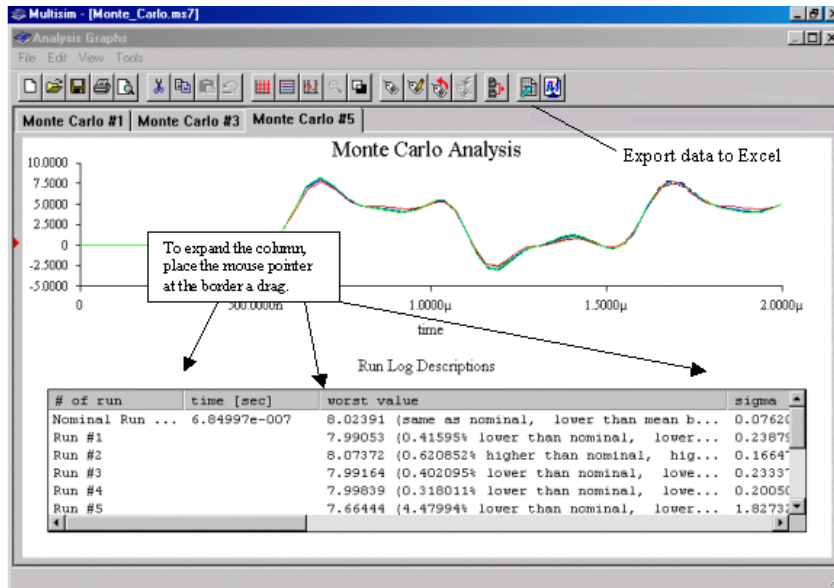 Multisim - [Monte_Carlo.ms7]
Analysis Graphs
File Edit View Tools
Monte Carlo #1 Monte Carlo #3 Monte Carlo #5
Monte Carlo Analysis
Export data to Excel
10.0000
7.5000
5.0000
2.5000
0
-2.5000
-5.0000
To expand the column,
place the mouse pointer
at the border a drag.
0 500.0000n 1.0000µ 1.5000µ 2.0000µ
time
Run Log Descriptions
# of run time [sec] worst value sigma
Nominal Run ... 6.84997e-007 8.02391 (same as nominal, lower than mean b... 0.0762
Run #1 7.99053 (0.41595% lower than nominal, lower... 0.23879
Run #2 8.07372 (0.620852% higher than nominal, hig... 0.16647
Run #3 7.99164 (0.402095% lower than nominal, lowe... 0.23337
Run #4 7.99839 (0.318011% lower than nominal, lowe... 0.20050
Run #5 7.66444 (4.47994% lower than nominal, lower... 1.82732